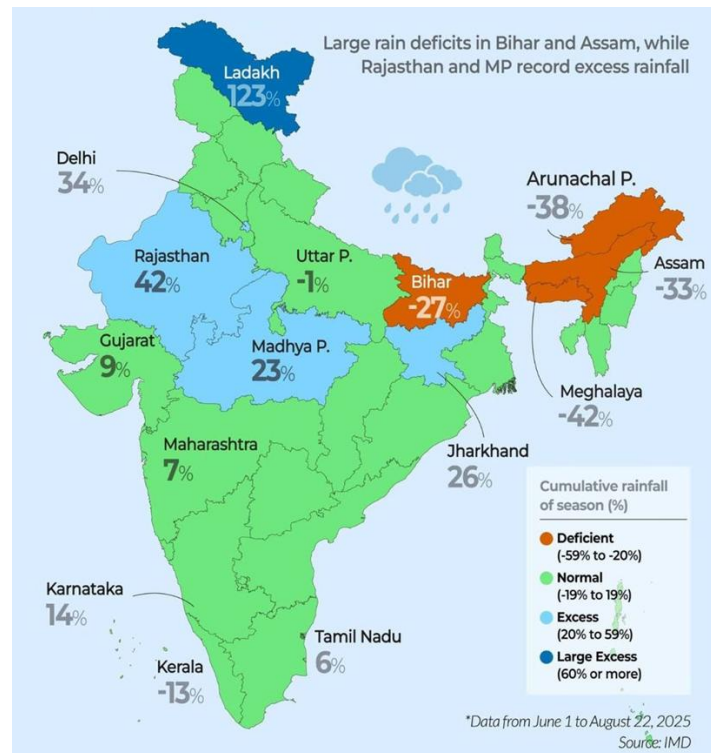 Large rain deficits in Bihar and Assam, while
Rajasthan and MP record excess rainfall
Ladakh
123%
Delhi
34%
Arunachal P.
-38%
Rajasthan
42%
Uttar P.
-1%
Bihar
-27%
Assam
-33%
Gujarat
9%
Madhya P.
23%
Meghalaya
-42%
Maharashtra
7%
Jharkhand
26%
Cumulative rainfall
of season (%)
Deficient
(-59% to -20%)
Normal
(-19% to 19%)
Excess
(20% to 59%)
Large Excess
(60% or more)
Karnataka
14%
Tamil Nadu
6%
Kerala
-13%
*Data from June 1 to August 22, 2025
Source: IMD